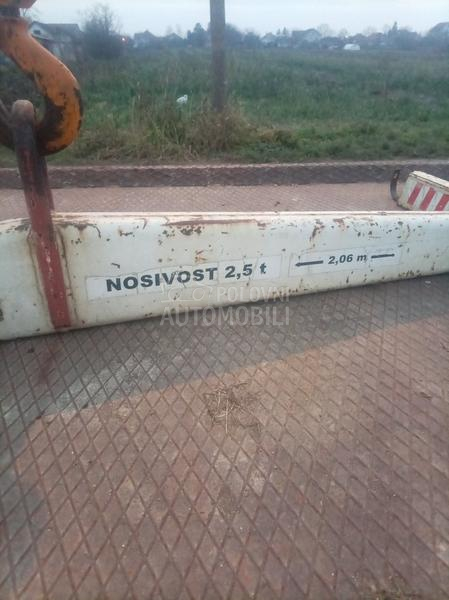 NOSIVOST 2,5 t
2,06 m
POLOVNI
AUTOMOBILI